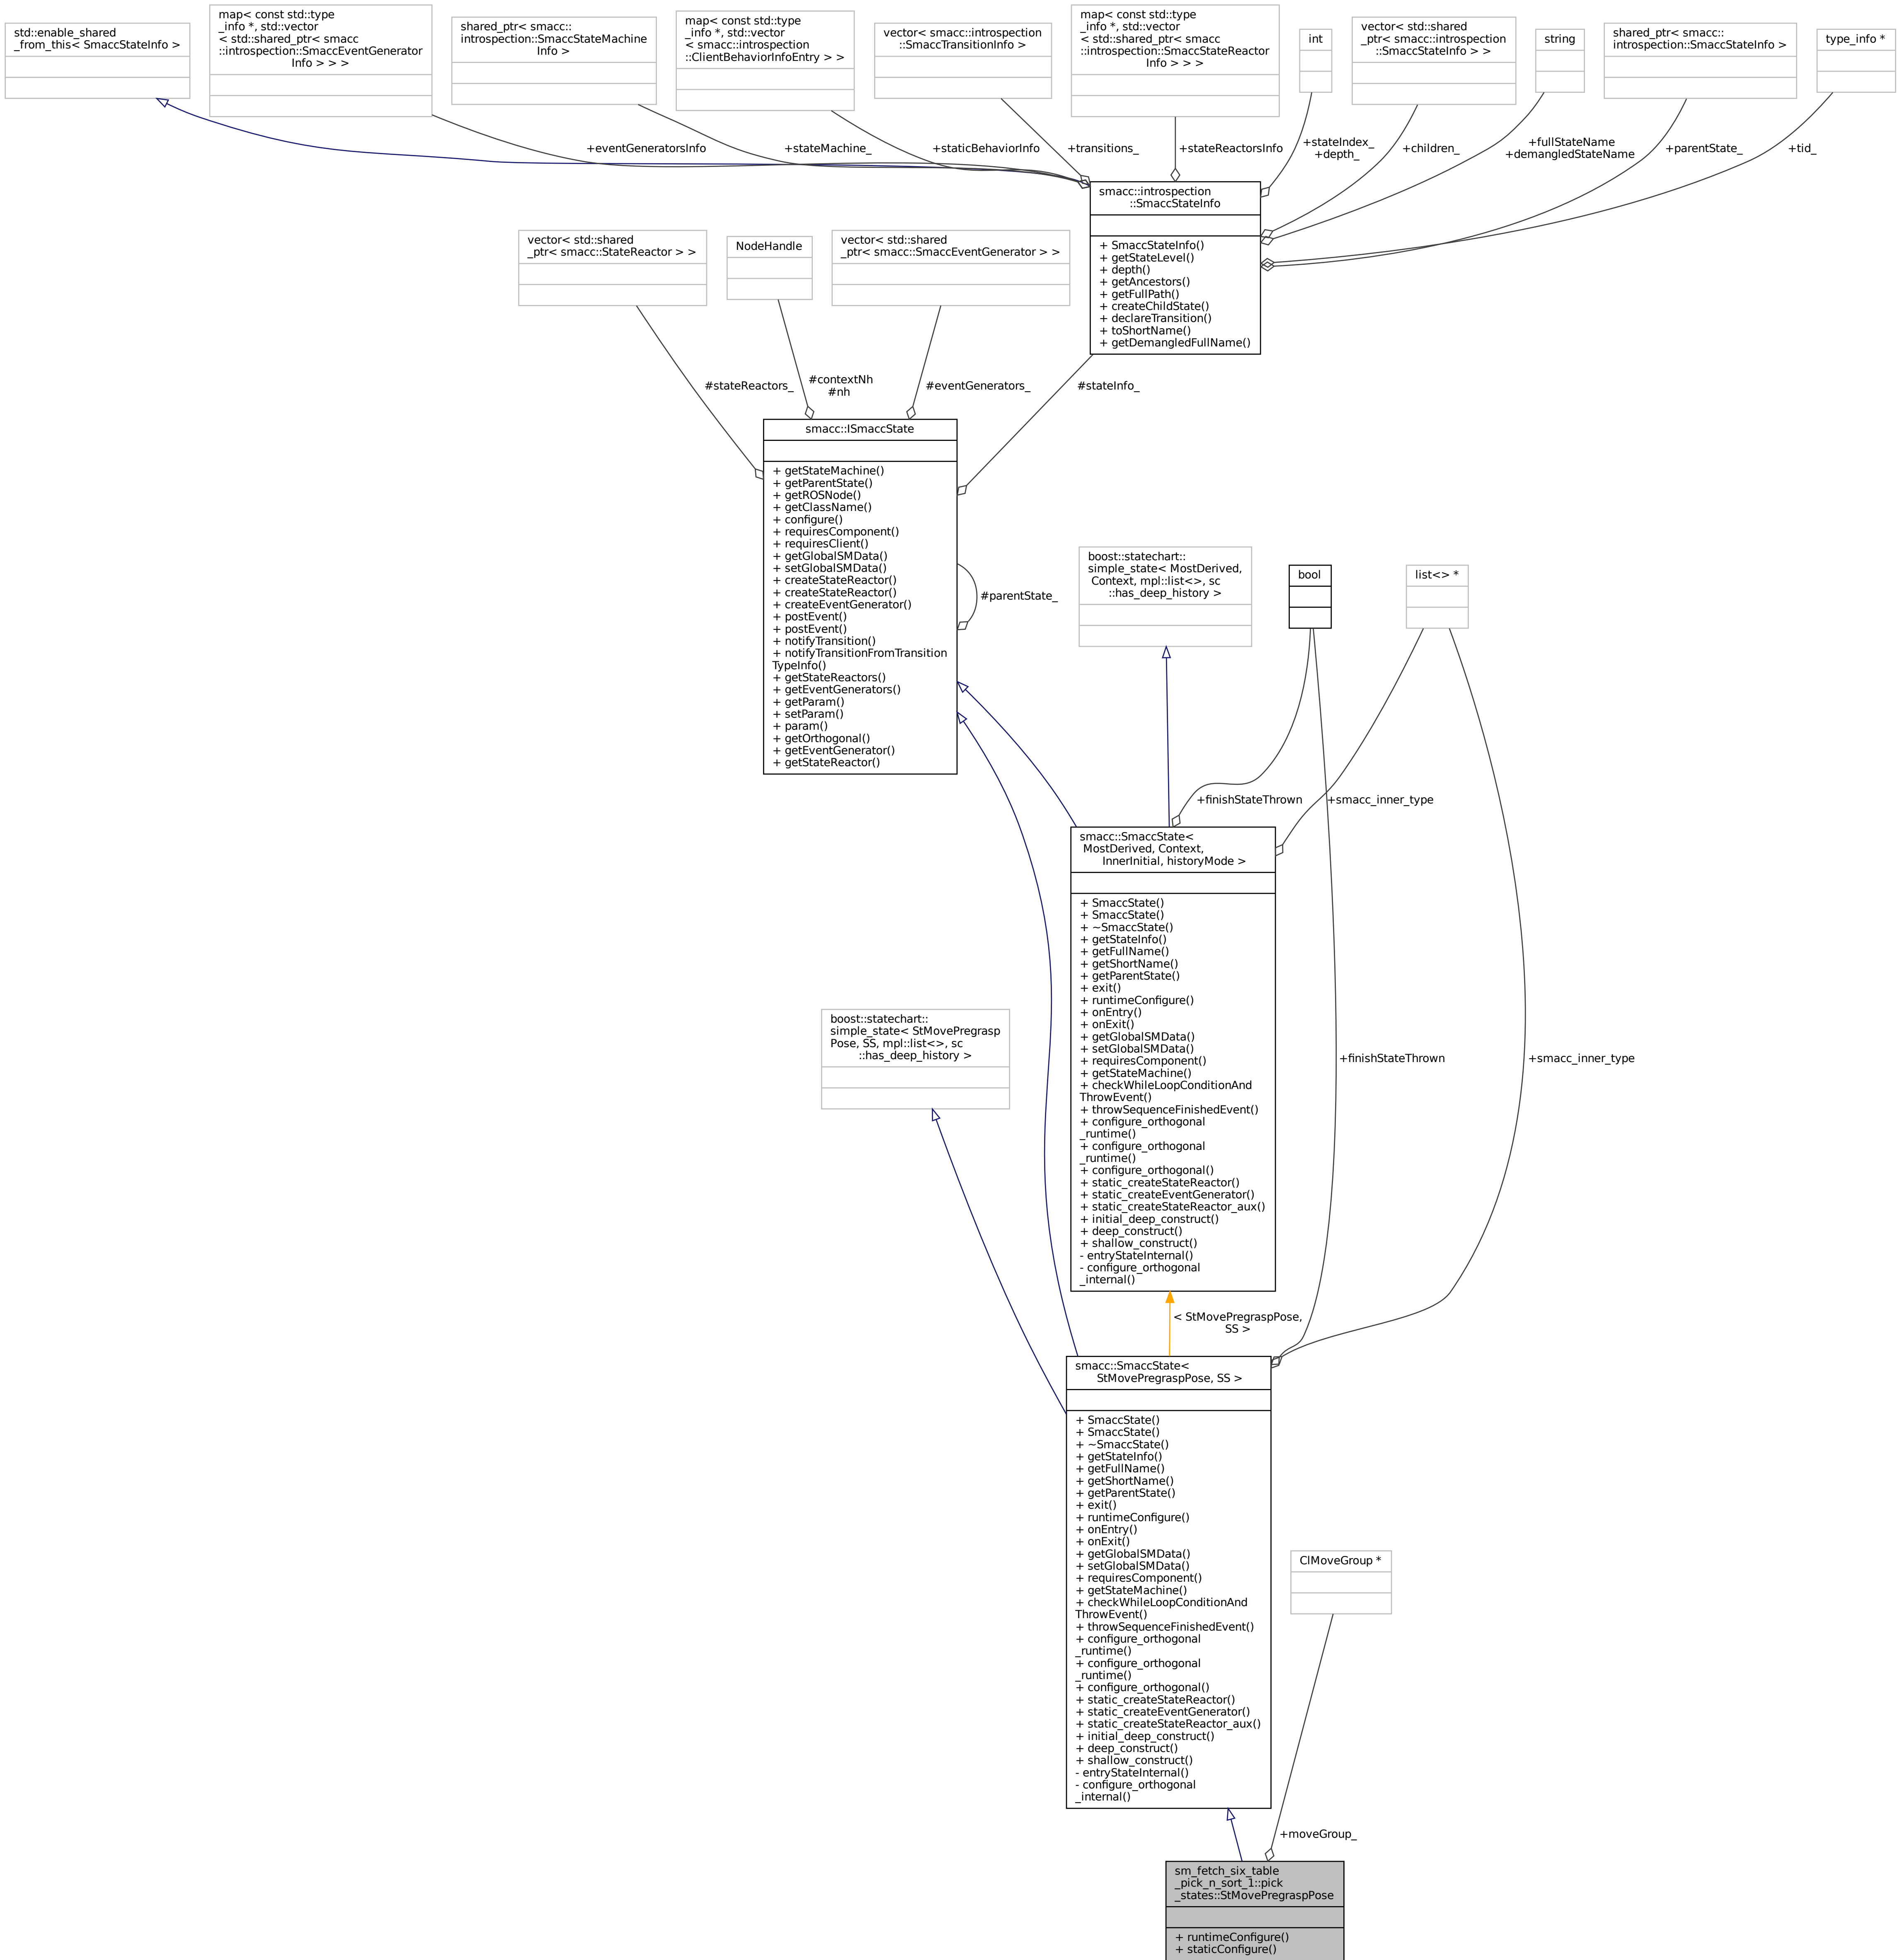 std::enable_shared
_from_this< SmaccStateInfo >
map< const std::type
_info *, std::vector
< std::shared_ptr< smacc
::introspection::SmaccEventGenerator
Info > > >
shared_ptr< smacc::
introspection::SmaccStateMachine
Info >
map< const std::type
_info *, std::vector
< smacc::introspection
::ClientBehaviorInfoEntry > >
vector< smacc::introspection
::SmaccTransitionInfo >
map< const std::type
_info *, std::vector
< std::shared_ptr< smacc
::introspection::SmaccStateReactor
Info > > >
int
vector< std::shared
_ptr< smacc::introspection
::SmaccStateInfo > >
string
shared_ptr< smacc::
introspection::SmaccStateInfo >
type_info *
+eventGeneratorsInfo
+stateMachine_
+staticBehaviorInfo
+transitions_
+stateReactorsInfo
+stateIndex_
+depth_
+children_
+fullStateName
+demangledStateName
+parentState_
+tid_
smacc::introspection
::SmaccStateInfo
+ SmaccStateInfo()
+ getStateLevel()
+ depth()
+ getAncestors()
+ getFullPath()
+ createChildState()
+ declareTransition()
+ toShortName()
+ getDemangledFullName()
vector< std::shared
_ptr< smacc::StateReactor > >
NodeHandle
vector< std::shared
_ptr< smacc::SmaccEventGenerator > >
#stateReactors_
#contextNh
#nh
#eventGenerators_
#stateInfo_
smacc::ISmaccState
+ getStateMachine()
+ getParentState()
+ getROSNode()
+ getClassName()
+ configure()
+ requiresComponent()
+ requiresClient()
+ getGlobalSMData()
+ setGlobalSMData()
+ createStateReactor()
+ createStateReactor()
+ createEventGenerator()
+ postEvent()
+ postEvent()
+ notifyTransition()
+ notifyTransitionFromTransition
TypeInfo()
+ getStateReactors()
+ getEventGenerators()
+ getParam()
+ setParam()
+ param()
+ getOrthogonal()
+ getEventGenerator()
+ getStateReactor()
#parentState_
boost::statechart::
simple_state< MostDerived,
Context, mpl::list<>, sc
::has_deep_history >
bool
list<> *
+finishStateThrown
+smacc_inner_type
smacc::SmaccState<
MostDerived, Context,
InnerInitial, historyMode >
+ SmaccState()
+ SmaccState()
+ ~SmaccState()
+ getStateInfo()
+ getFullName()
+ getShortName()
+ getParentState()
+ exit()
+ runtimeConfigure()
+ onEntry()
+ onExit()
+ getGlobalSMData()
+ setGlobalSMData()
+ requiresComponent()
+ getStateMachine()
+ checkWhileLoopConditionAnd
ThrowEvent()
+ throwSequenceFinishedEvent()
+ configure_orthogonal
_runtime()
+ configure_orthogonal
_runtime()
+ configure_orthogonal()
+ static_createStateReactor()
+ static_createEventGenerator()
+ static_createStateReactor_aux()
+ initial_deep_construct()
+ deep_construct()
+ shallow_construct()
- entryStateInternal()
- configure_orthogonal
_internal()
boost::statechart::
simple_state< StMovePregrasp
Pose, SS, mpl::list<>, sc
::has_deep_history >
+finishStateThrown
+smacc_inner_type
< StMovePregraspPose,
SS >
smacc::SmaccState<
StMovePregraspPose, SS >
+ SmaccState()
+ SmaccState()
+ ~SmaccState()
+ getStateInfo()
+ getFullName()
+ getShortName()
+ getParentState()
+ exit()
+ runtimeConfigure()
+ onEntry()
+ onExit()
+ getGlobalSMData()
+ setGlobalSMData()
+ requiresComponent()
+ getStateMachine()
+ checkWhileLoopConditionAnd
ThrowEvent()
+ throwSequenceFinishedEvent()
+ configure_orthogonal
_runtime()
+ configure_orthogonal
_runtime()
+ configure_orthogonal()
+ static_createStateReactor()
+ static_createEventGenerator()
+ static_createStateReactor_aux()
+ initial_deep_construct()
+ deep_construct()
+ shallow_construct()
- entryStateInternal()
- configure_orthogonal
_internal()
ClMoveGroup *
+moveGroup_
sm_fetch_six_table
_pick_n_sort_1::pick
_states::StMovePregraspPose
+ runtimeConfigure()
+ staticConfigure()